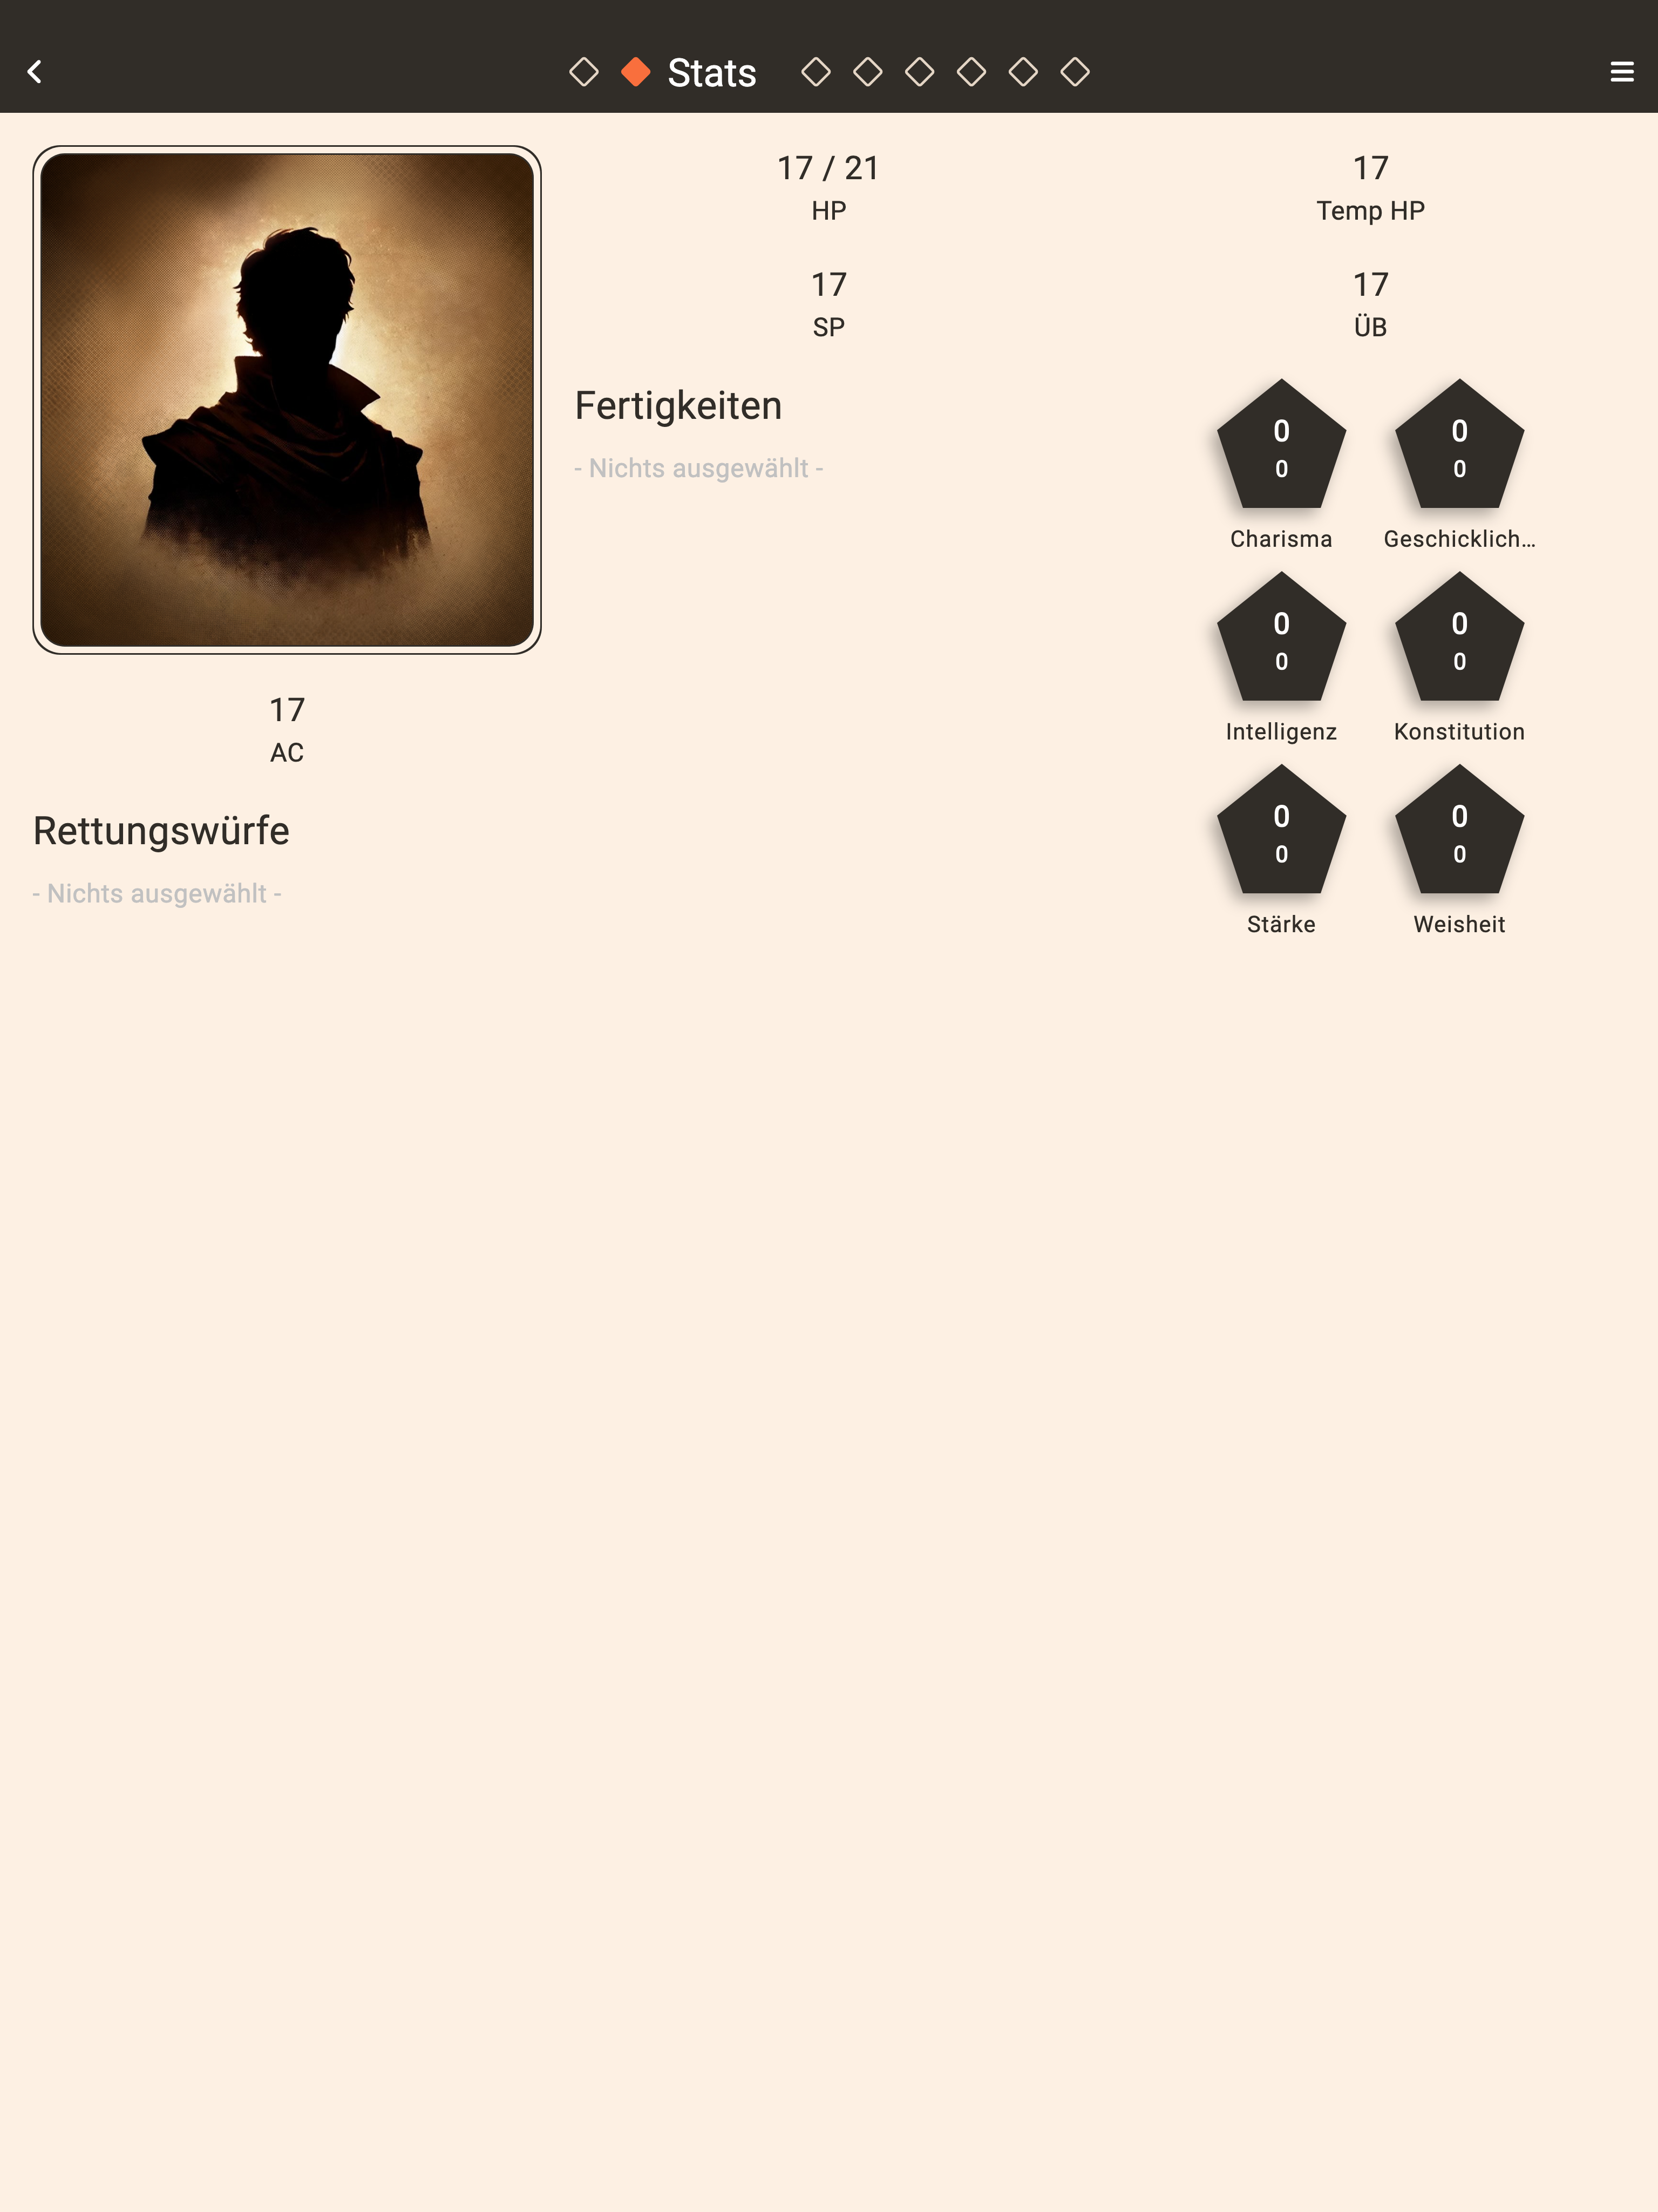 Stats
17 / 21
HP
17
Temp HP
17
SP
17
ÜB
Fertigkeiten
- Nichts ausgewählt -
0
0
Charisma
0
0
Geschicklich...
0
0
Intelligenz
0
0
Konstitution
0
0
Stärke
0
0
Weisheit
17
AC
Rettungswürfe
- Nichts ausgewählt -